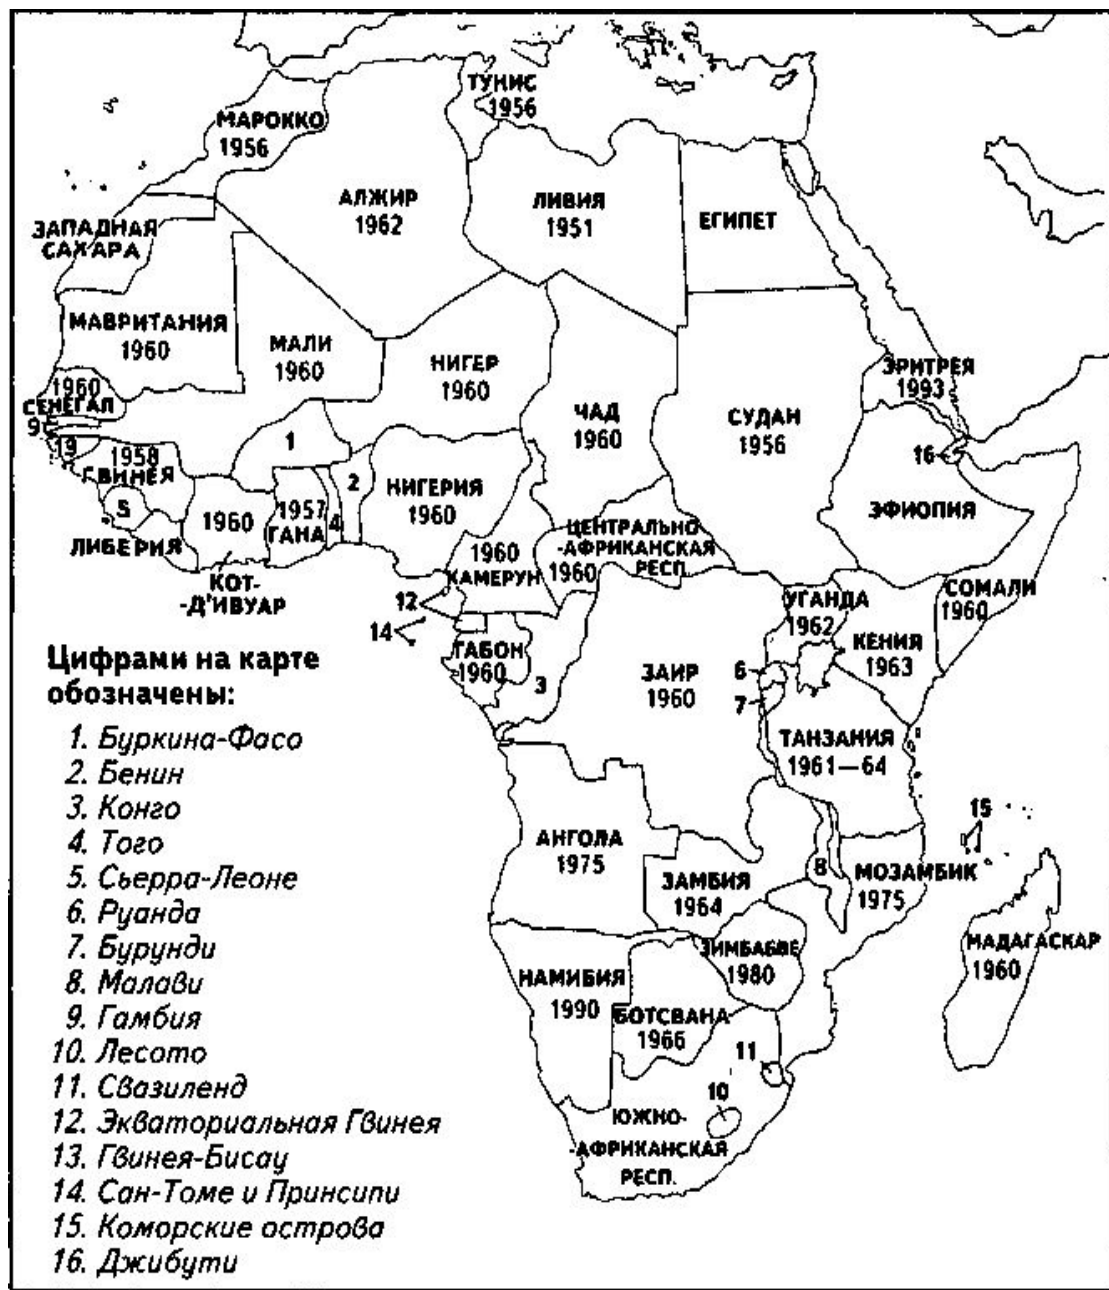 ТУНИС
1956
МАРОККО
1956
АЛЖИР
1962
ЛИВИЯ
1951
ЕГИПЕТ
ЗАПАДНАЯ
САХАРА
МАВРИТАНИЯ
1960
МАЛИ
1960
НИГЕР
1960
ЧАД
1960
СУДАН
1956
ЭРИТРЕЯ
1993
1960
СЕНЕГАЛ
9
13
1958
ГВИНЕЯ
5
ЛИБЕРИЯ
1960
КОТ-
-Д'ИВУАР
1
1957
ГАНА
4
2
НИГЕРИЯ
1960
16
ЭФИОПИЯ
ЦЕНТРАЛЬНО-
-АФРИКАНСКАЯ
РЕСП.
1960
1960
КАМЕРУН
12
14
ГАБОН
1960
3
ЗАИР
1960
УГАНДА
1962
КЕНИЯ
1963
СОМАЛИ
1960
6
7
ТАНЗАНИЯ
1961—64
15
АНГОЛА
1975
ЗАМБИЯ
1964
8
МОЗАМБИК
1975
МАДАГАСКАР
1960
НАМИБИЯ
1990
ЗИМБАБВЕ
1980
БОТСВАНА
1966
11
10
ЮЖНО-
-АФРИКАНСКАЯ
РЕСП.
Цифрами на карте
обозначены:
1. Буркина-Фасо
2. Бенин
3. Конго
4. Того
5. Сьерра-Леоне
6. Руанда
7. Бурунди
8. Малави
9. Гамбия
10. Лесото
11. Свазиленд
12. Экваториальная Гвинея
13. Гвинея-Бисау
14. Сан-Томе и Принсипи
15. Коморские острова
16. Джибути